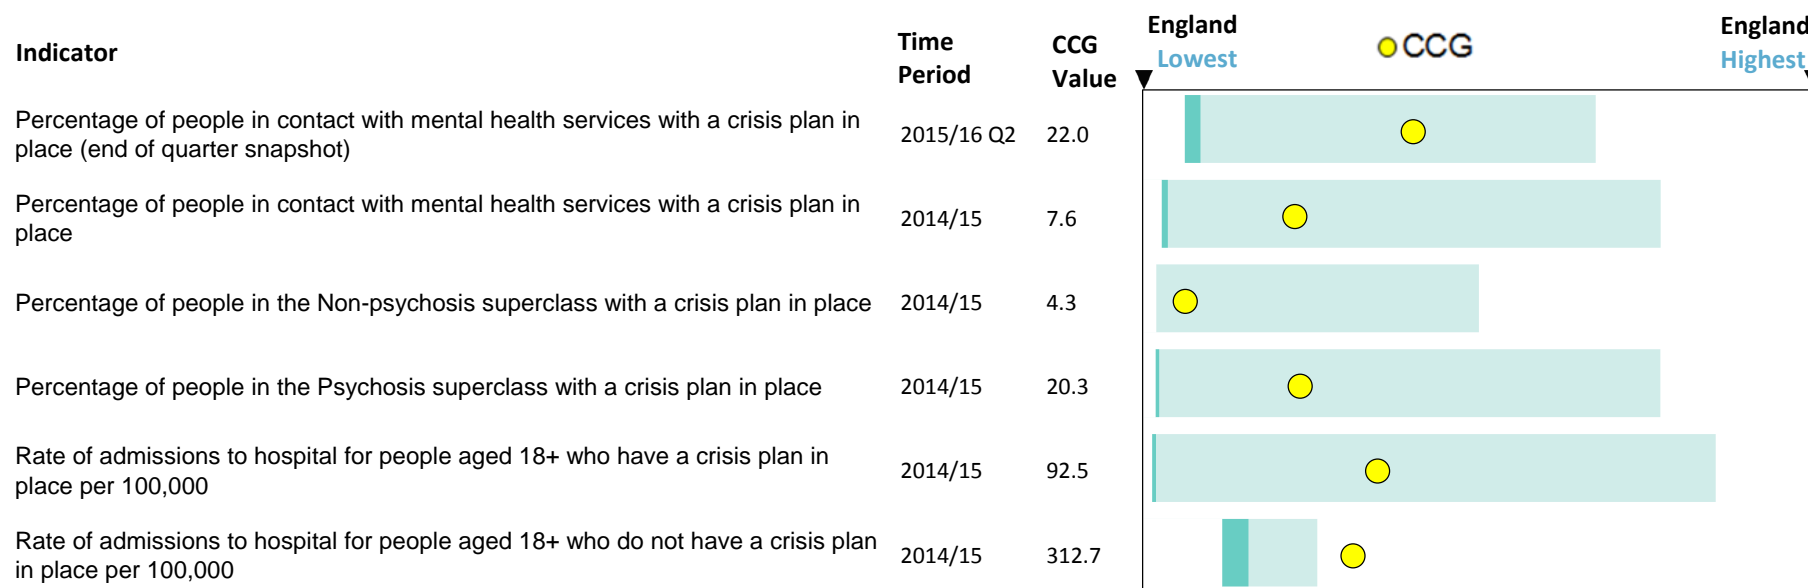 Indicator
Time
Period
CCG
Value
England
Lowest
CCG
England
Highest
Percentage of people in contact with mental health services with a crisis plan in
place (end of quarter snapshot)
2015/16 Q2
22.0
Percentage of people in contact with mental health services with a crisis plan in
place
2014/15
7.6
Percentage of people in the Non-psychosis superclass with a crisis plan in place
2014/15
4.3
Percentage of people in the Psychosis superclass with a crisis plan in place
2014/15
20.3
Rate of admissions to hospital for people aged 18+ who have a crisis plan in
place per 100,000
2014/15
92.5
Rate of admissions to hospital for people aged 18+ who do not have a crisis plan
in place per 100,000
2014/15
312.7